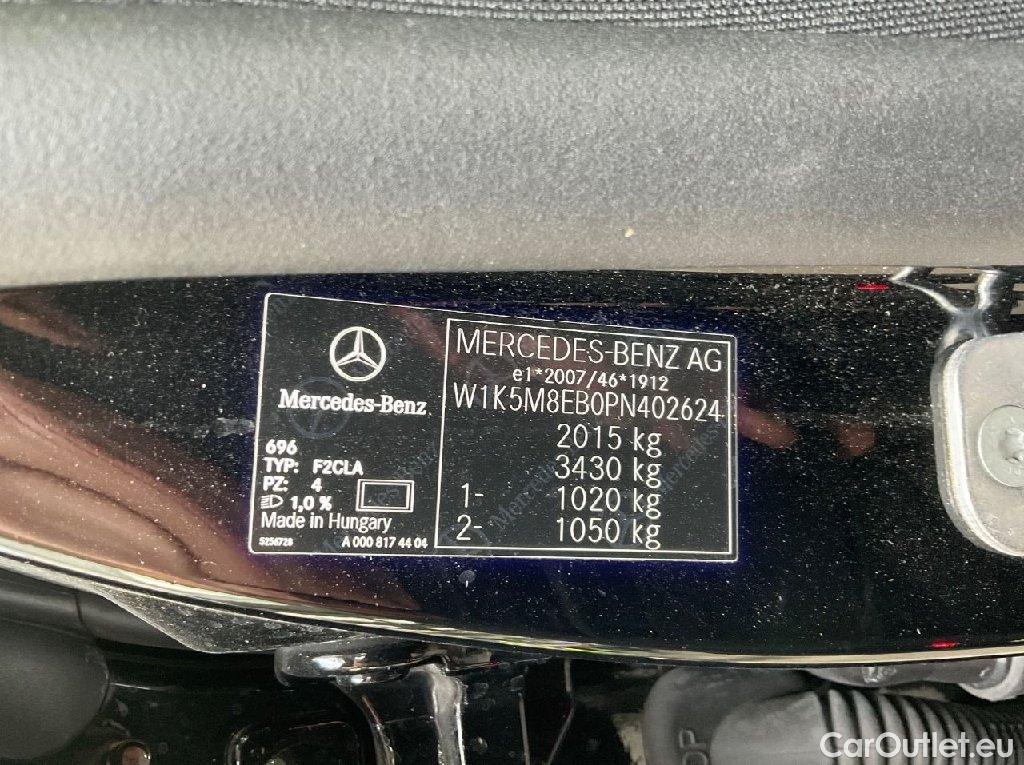 Mercedes-Benz
696
TYP: F2CLA
PZ: 4
1,0 %
Made in Hungary
5256728 A 000 817 44 04
MERCEDES-BENZ AG
e1*2007/46*1912
W1K5M8EB0PN402624
2015 kg
3430 kg
1- 1020 kg
2- 1050 kg
CarOutlet.eu